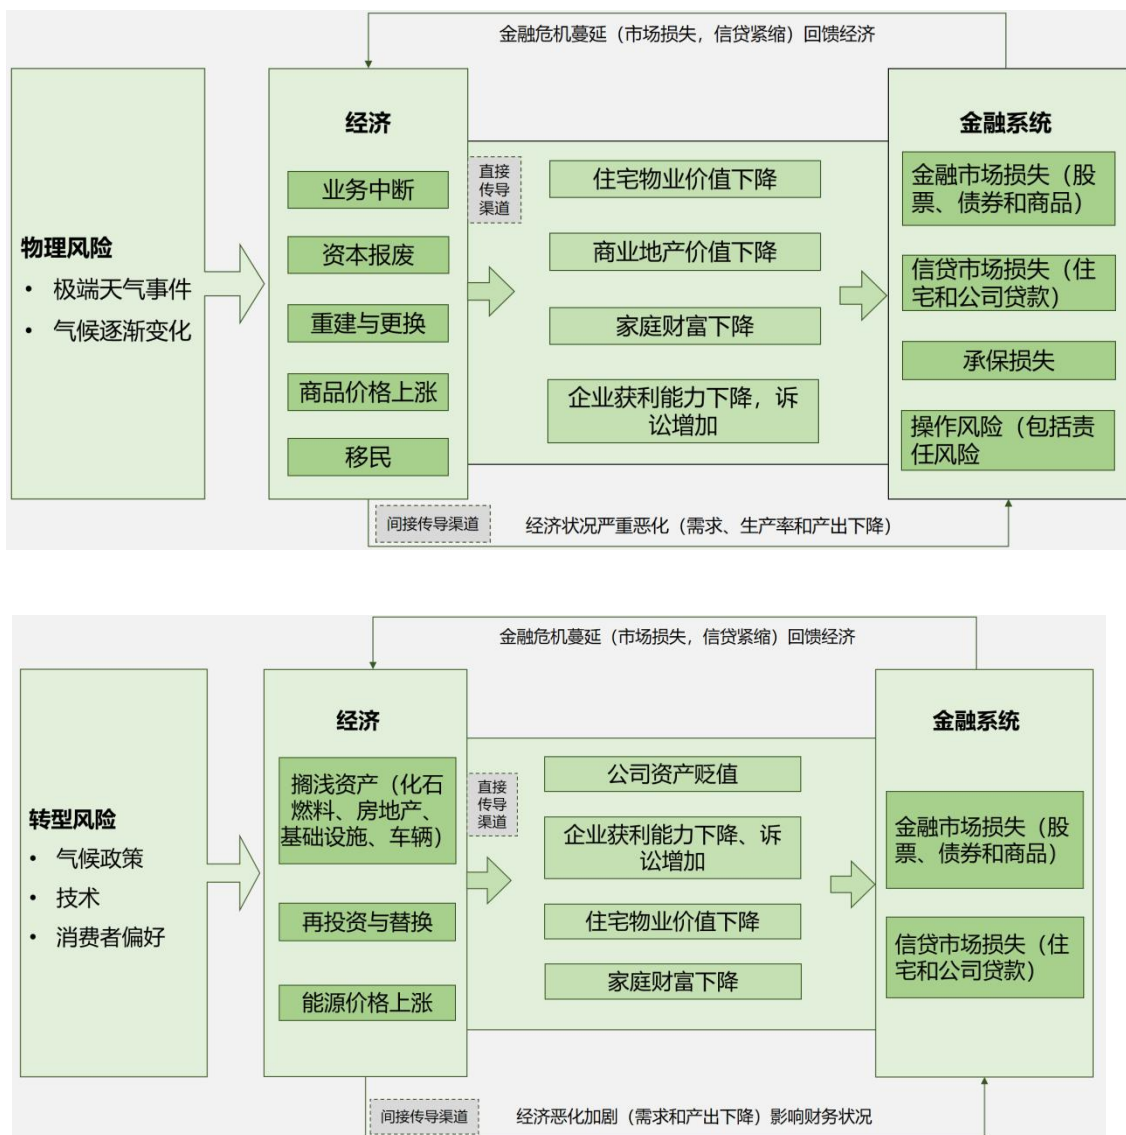 金融危机蔓延（市场损失，信贷紧缩）回馈经济
物理风险
• 极端天气事件
• 气候逐渐变化
经济
业务中断
资本报废
重建与更换
商品价格上涨
移民
直接
传导
渠道
住宅物业价值下降
商业地产价值下降
家庭财富下降
企业获利能力下降，诉
讼增加
金融系统
金融市场损失（股
票、债券和商品）
信贷市场损失（住
宅和公司贷款）
承保损失
操作风险（包括责
任风险
间接传导渠道
经济状况严重恶化（需求、生产率和产出下降）
金融危机蔓延（市场损失，信贷紧缩）回馈经济
转型风险
• 气候政策
• 技术
• 消费者偏好
经济
搁浅资产（化石
燃料、房地产、
基础设施、车辆）
再投资与替换
能源价格上涨
直接
传导
渠道
公司资产贬值
企业获利能力下降、诉
讼增加
住宅物业价值下降
家庭财富下降
金融系统
金融市场损失（股
票、债券和商品）
信贷市场损失（住
宅和公司贷款）
间接传导渠道
经济恶化加剧（需求和产出下降）影响财务状况